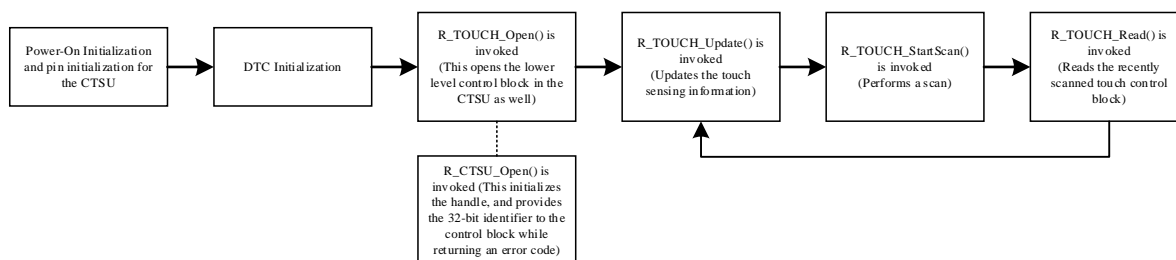 Power-On Initialization
and pin initialization for
the CTSU
DTC Initialization
R_TOUCH_Open() is
invoked
(This opens the lower
level control block in the
CTSU as well)
R_TOUCH_Update() is
invoked
(Updates the touch
sensing information)
R_TOUCH_StartScan()
is invoked
(Performs a scan)
R_TOUCH_Read() is
invoked
(Reads the recently
scanned touch control
block)
R_CTSU_Open() is
invoked (This initializes
the handle, and provides
the 32-bit identifier to the
control block while
returning an error code)